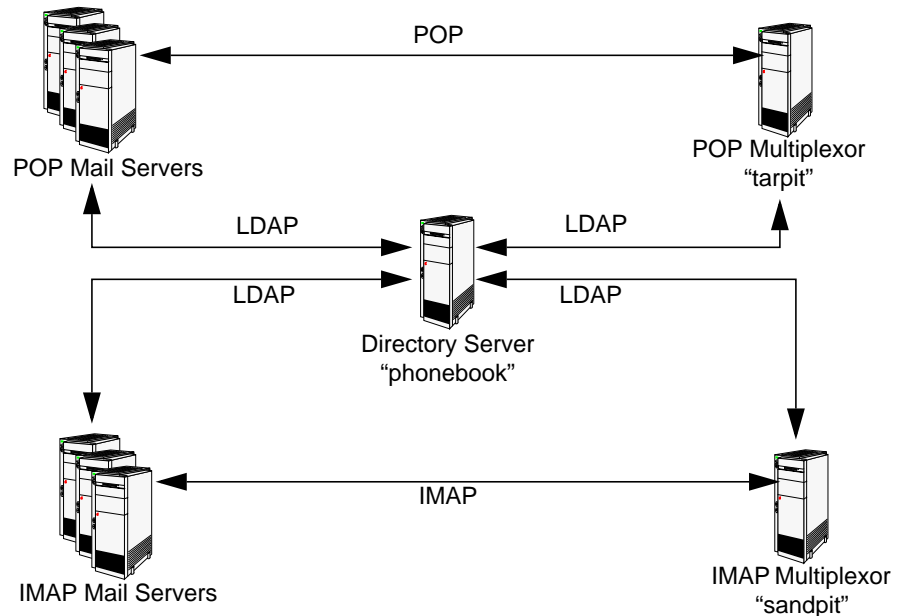 POP
POP Mail Servers
POP Multiplexor
“tarpit”
LDAP
LDAP
LDAP
LDAP
Directory Server
“phonebook”
IMAP
IMAP Mail Servers
IMAP Multiplexor
“sandpit”